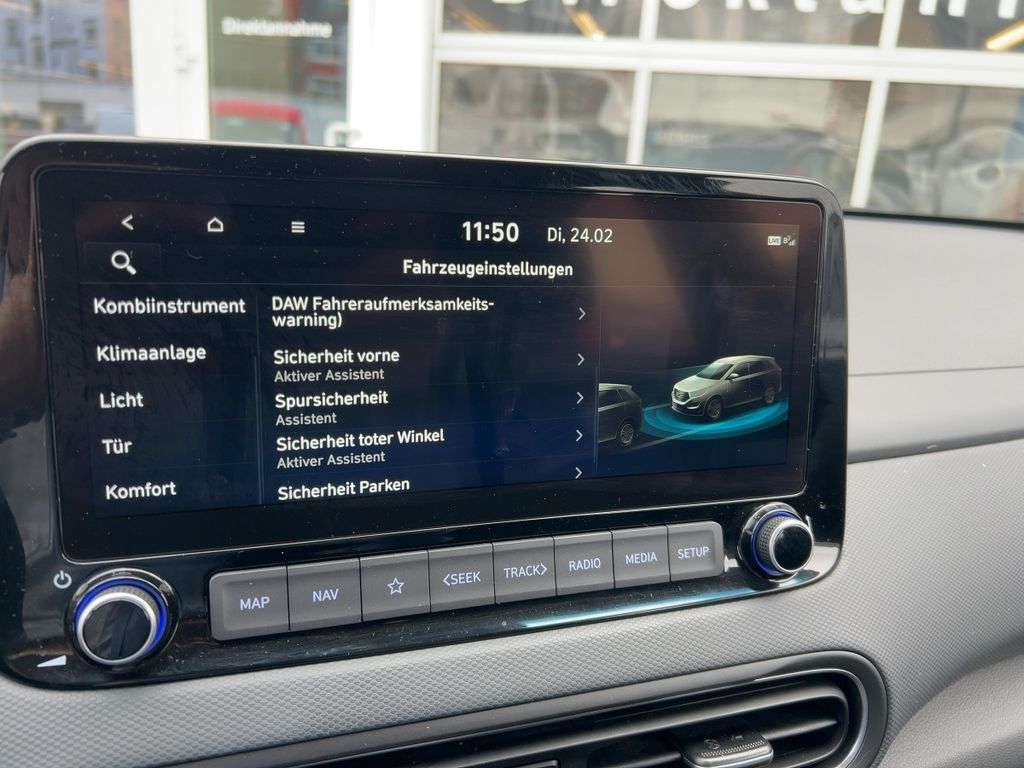 Direktannahme
11:50 Di, 24.02
LIVE
Fahrzeugeinstellungen
Kombiinstrument
Klimaanlage
Licht
Tür
Komfort
DAW Fahreraufmerksamkeits-
warning)
Sicherheit vorne
Aktiver Assistent
Spursicherheit
Assistent
Sicherheit toter Winkel
Aktiver Assistent
Sicherheit Parken
MAP
NAV
<SEEK
TRACK>
RADIO
MEDIA
SETUP